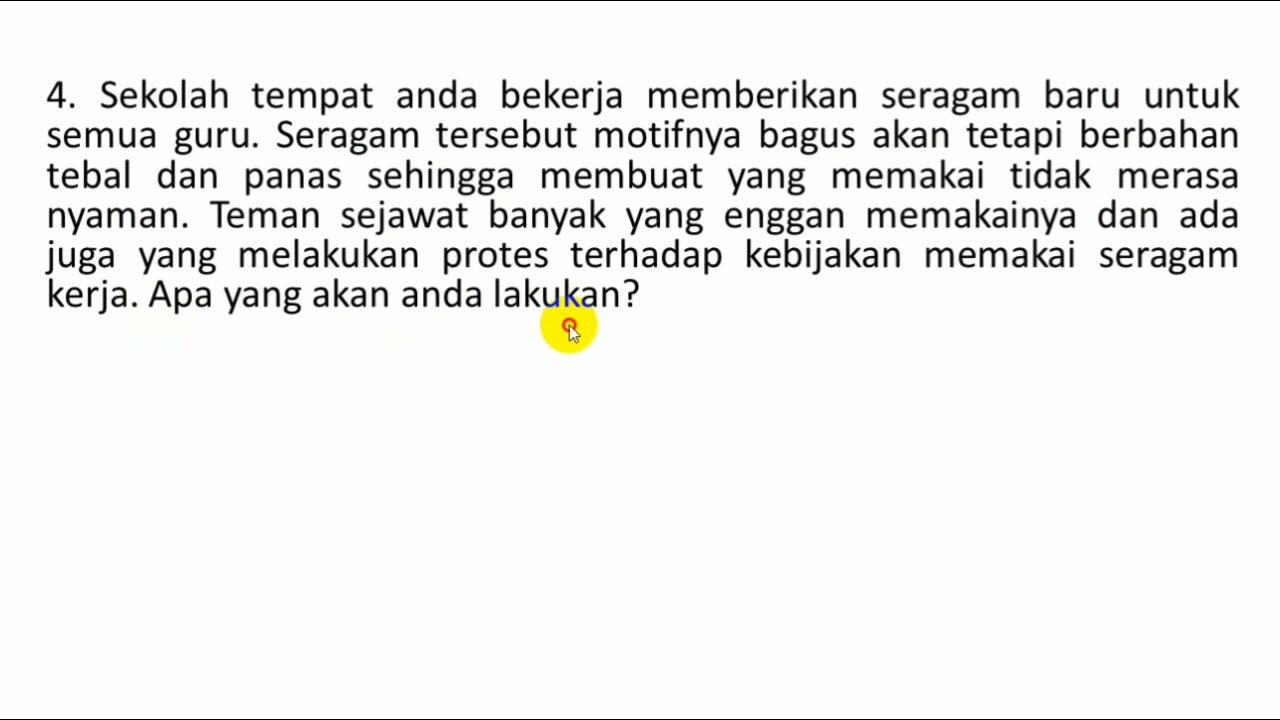 4. Sekolah tempat anda bekerja memberikan seragam baru untuk
semua guru. Seragam tersebut motifnya bagus akan tetapi berbahan
tebal dan panas sehingga membuat yang memakai tidak merasa
nyaman. Teman sejawat banyak yang enggan memakainya dan ada
juga yang melakukan protes terhadap kebijakan memakai seragam
kerja. Apa yang akan anda lakukan?